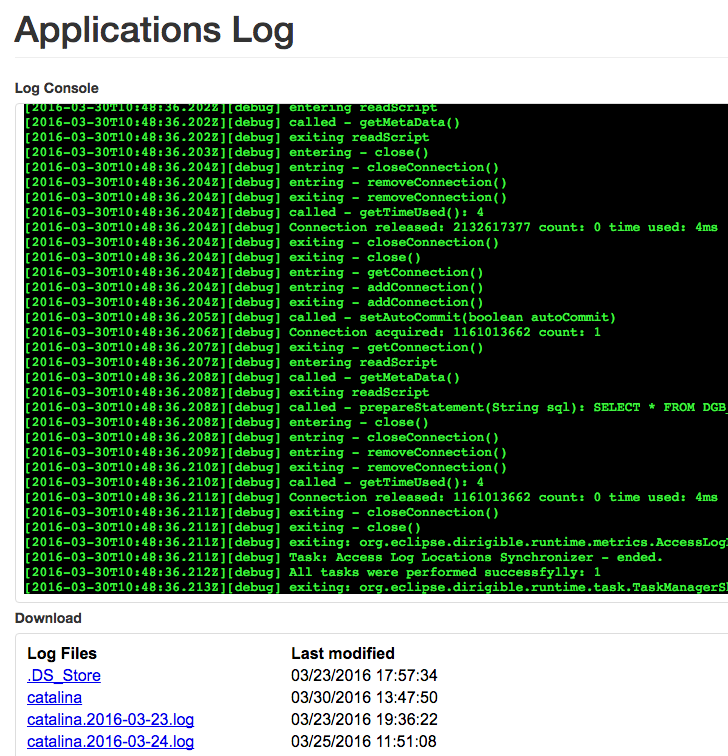 Applications Log
Log Console
[2016-03-30T10:48:36.202Z][debug] entering readScript
[2016-03-30T10:48:36.202Z][debug] called - getMetaData()
[2016-03-30T10:48:36.202Z][debug] exiting readScript
[2016-03-30T10:48:36.203Z][debug] entering - close()
[2016-03-30T10:48:36.204Z][debug] entring - closeConnection()
[2016-03-30T10:48:36.204Z][debug] entring - removeConnection()
[2016-03-30T10:48:36.204Z][debug] exiting - removeConnection()
[2016-03-30T10:48:36.204Z][debug] called - getTimeUsed(): 4
[2016-03-30T10:48:36.204Z][debug] Connection released: 2132617377 count: 0 time used: 4ms
[2016-03-30T10:48:36.204Z][debug] exiting - closeConnection()
[2016-03-30T10:48:36.204Z][debug] exiting - close()
[2016-03-30T10:48:36.204Z][debug] entring - getConnection()
[2016-03-30T10:48:36.204Z][debug] entring - addConnection()
[2016-03-30T10:48:36.204Z][debug] exiting - addConnection()
[2016-03-30T10:48:36.205Z][debug] called - setAutoCommit(boolean autoCommit)
[2016-03-30T10:48:36.206Z][debug] Connection acquired: 1161013662 count: 1
[2016-03-30T10:48:36.207Z][debug] exiting - getConnection()
[2016-03-30T10:48:36.207Z][debug] entering readScript
[2016-03-30T10:48:36.208Z][debug] called - getMetaData()
[2016-03-30T10:48:36.208Z][debug] exiting readScript
[2016-03-30T10:48:36.208Z][debug] called - prepareStatement(String sql): SELECT * FROM DGB_
[2016-03-30T10:48:36.208Z][debug] entering - close()
[2016-03-30T10:48:36.208Z][debug] entring - closeConnection()
[2016-03-30T10:48:36.209Z][debug] entring - removeConnection()
[2016-03-30T10:48:36.210Z][debug] exiting - removeConnection()
[2016-03-30T10:48:36.210Z][debug] called - getTimeUsed(): 4
[2016-03-30T10:48:36.211Z][debug] Connection released: 1161013662 count: 0 time used: 4ms
[2016-03-30T10:48:36.211Z][debug] exiting - closeConnection()
[2016-03-30T10:48:36.211Z][debug] exiting - close()
[2016-03-30T10:48:36.211Z][debug] exiting: org.eclipse.dirigible.runtime.metrics.AccessLog
[2016-03-30T10:48:36.211Z][debug] Task: Access Log Locations Synchronizer - ended.
[2016-03-30T10:48:36.212Z][debug] All tasks were performed successfylly: 1
[2016-03-30T10:48:36.213Z][debug] exiting: org.eclipse.dirigible.runtime.task.TaskManagerS
Download
Log Files Last modified
.DS_Store 03/23/2016 17:57:34
catalina 03/30/2016 13:47:50
catalina.2016-03-23.log 03/23/2016 19:36:22
catalina.2016-03-24.log 03/25/2016 11:51:08